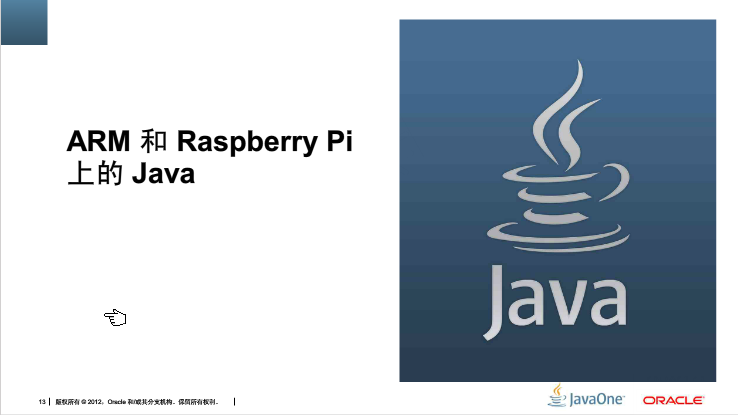 ARM 和 Raspberry Pi
上的 Java
Java
13 版权所有 © 2012，Oracle 和/或其分支机构。保留所有权利。
JavaOne
ORACLE